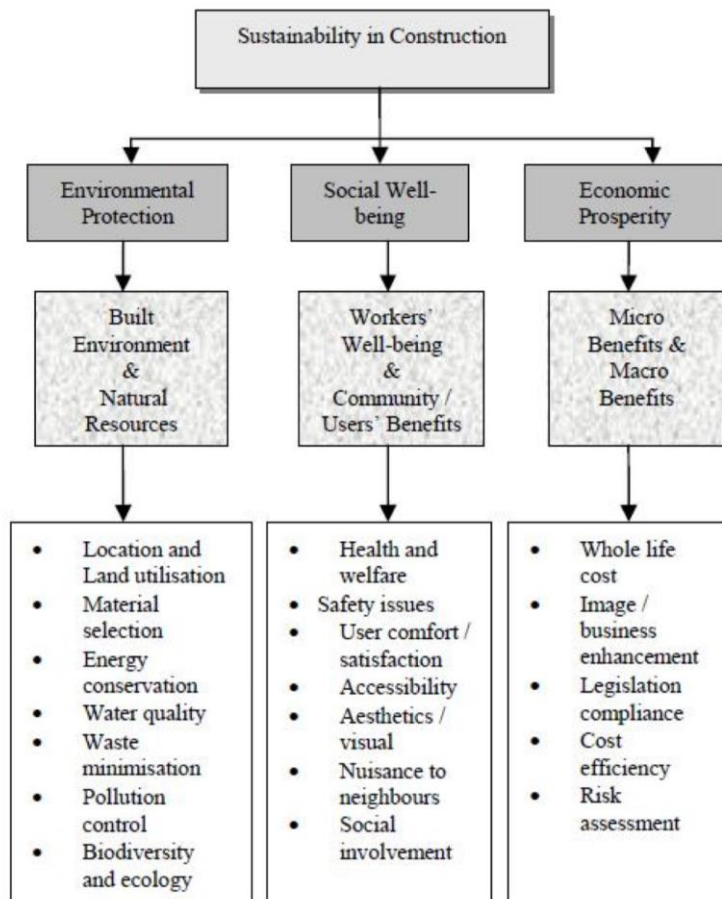 Sustainability in Construction
Environmental
Protection
Social Well-
being
Economic
Prosperity
Built
Environment
&
Natural
Resources
Workers'
Well-being
&
Community /
Users' Benefits
Micro
Benefits &
Macro
Benefits
• Location and
Land utilisation
• Material
selection
• Energy
conservation
• Water quality
• Waste
minimisation
• Pollution
control
• Biodiversity
and ecology
• Health and
welfare
• Safety issues
• User comfort /
satisfaction
• Accessibility
• Aesthetics /
visual
• Nuisance to
neighbours
• Social
involvement
• Whole life
cost
• Image /
business
enhancement
• Legislation
compliance
• Cost
efficiency
• Risk
assessment